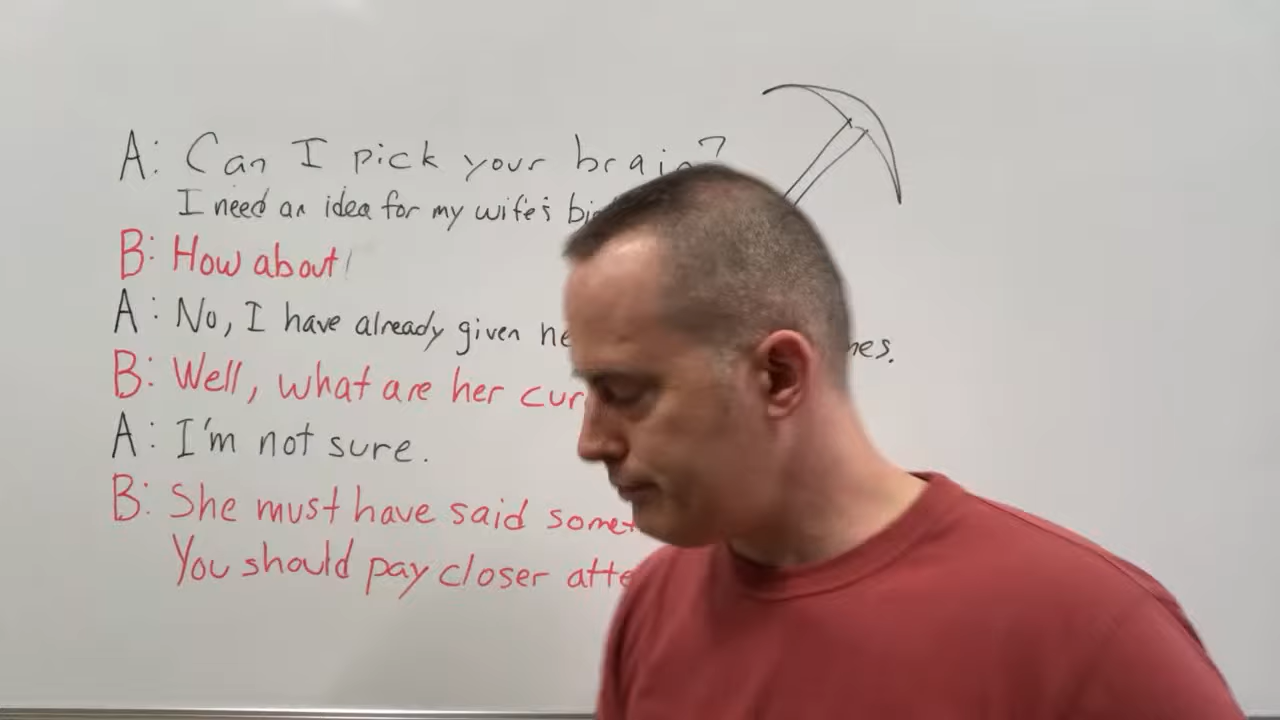 A: Can I pick your brain?
I need an idea for my wife's
B: How about
A: No, I have already given
B: Well, what are her
A: I'm not sure.
B: She must have said
You should pay closer